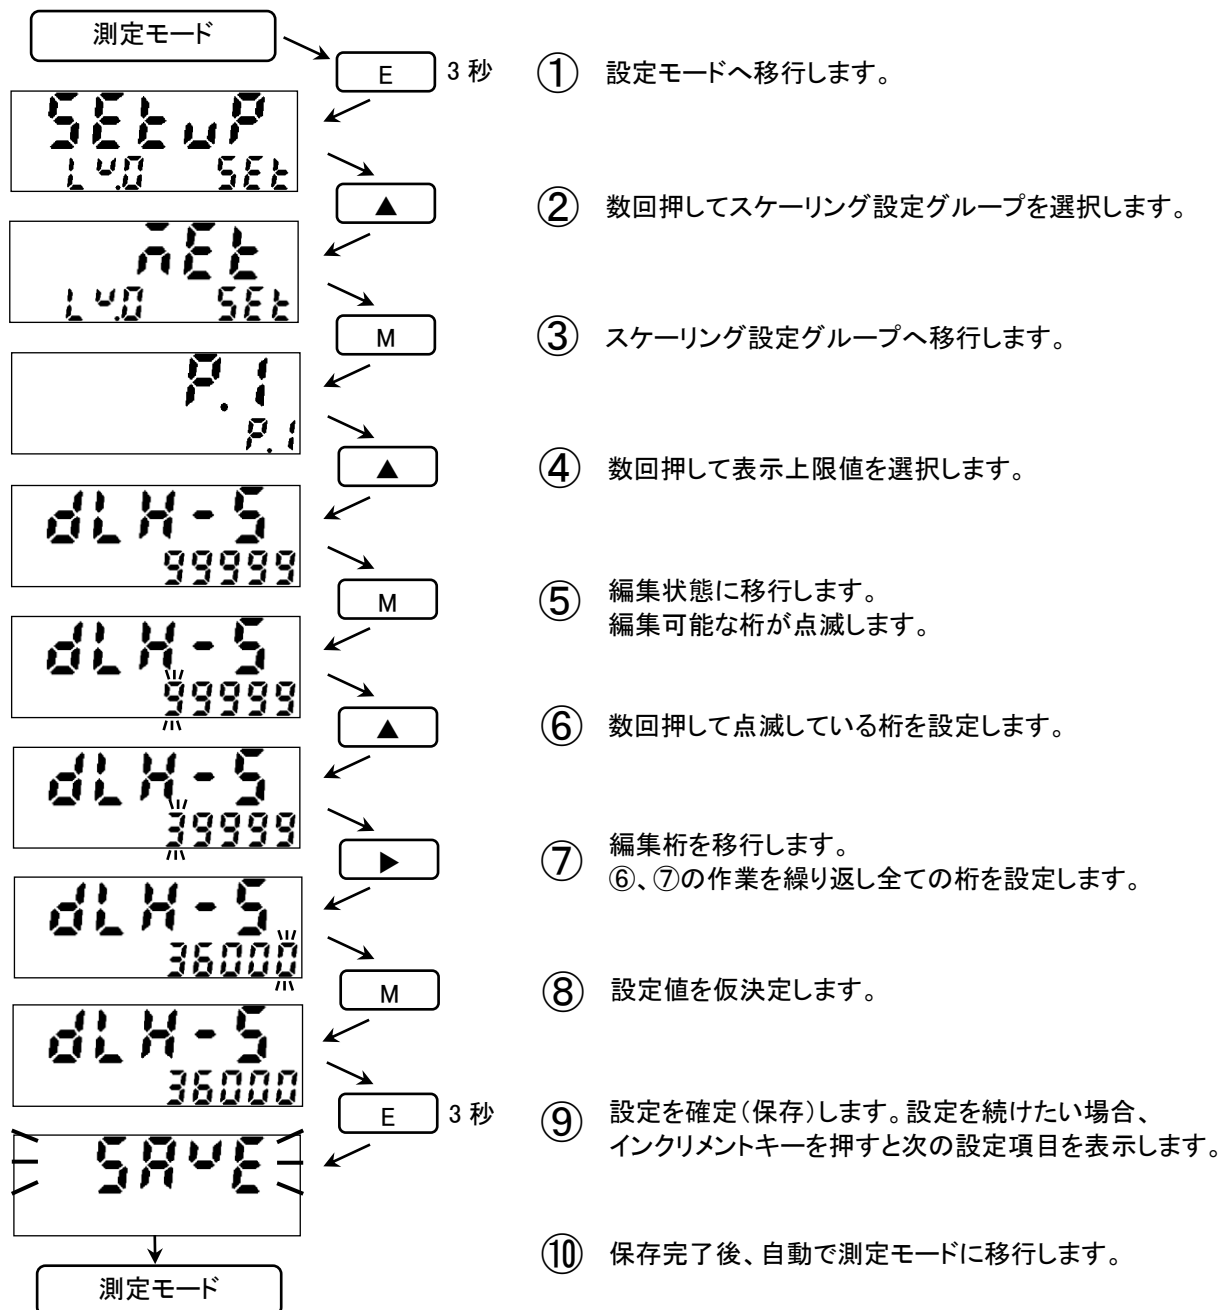 測定モード
E 3 秒 ① 設定モードへ移行します。
SEtuP
Lv.0 SEt
▲ ② 数回押してスケーリング設定グループを選択します。
mEt
Lv.0 SEt
M ③ スケーリング設定グループへ移行します。
P.1
P.1
▲ ④ 数回押して表示上限値を選択します。
dLH-S
99999
M ⑤ 編集状態に移行します。
編集可能な桁が点滅します。
dLH-S
99999
▲ ⑥ 数回押して点滅している桁を設定します。
dLH-S
39999
▶ ⑦ 編集桁を移行します。
⑥、⑦の作業を繰り返し全ての桁を設定します。
dLH-S
36000
M ⑧ 設定値を仮決定します。
dLH-S
36000
E 3 秒 ⑨ 設定を確定(保存)します。設定を続けたい場合、
インクリメントキーを押すと次の設定項目を表示します。
SAvE
⑩ 保存完了後、自動で測定モードに移行します。
測定モード